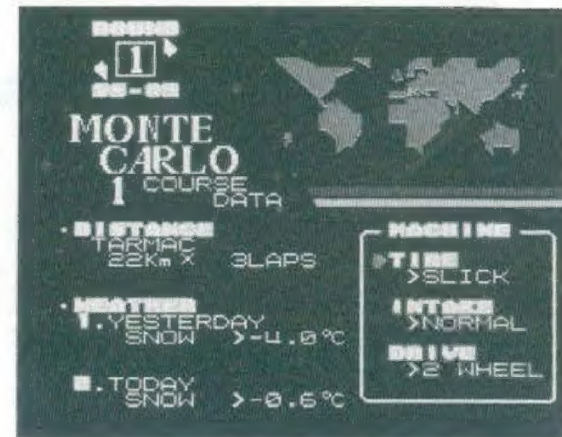 ROUND
1
MONTE
CARLO
1 COURSE
DATA
・DISTANCE
TARMAC
22Km X 3LAPS
・WEATHER
1.YESTERDAY
SNOW >-4.0℃
2.TODAY
SNOW >-0.6℃
MACHINE
TIRE
>SLICK
INTAKE
>NORMAL
DRIVE
>2 WHEEL